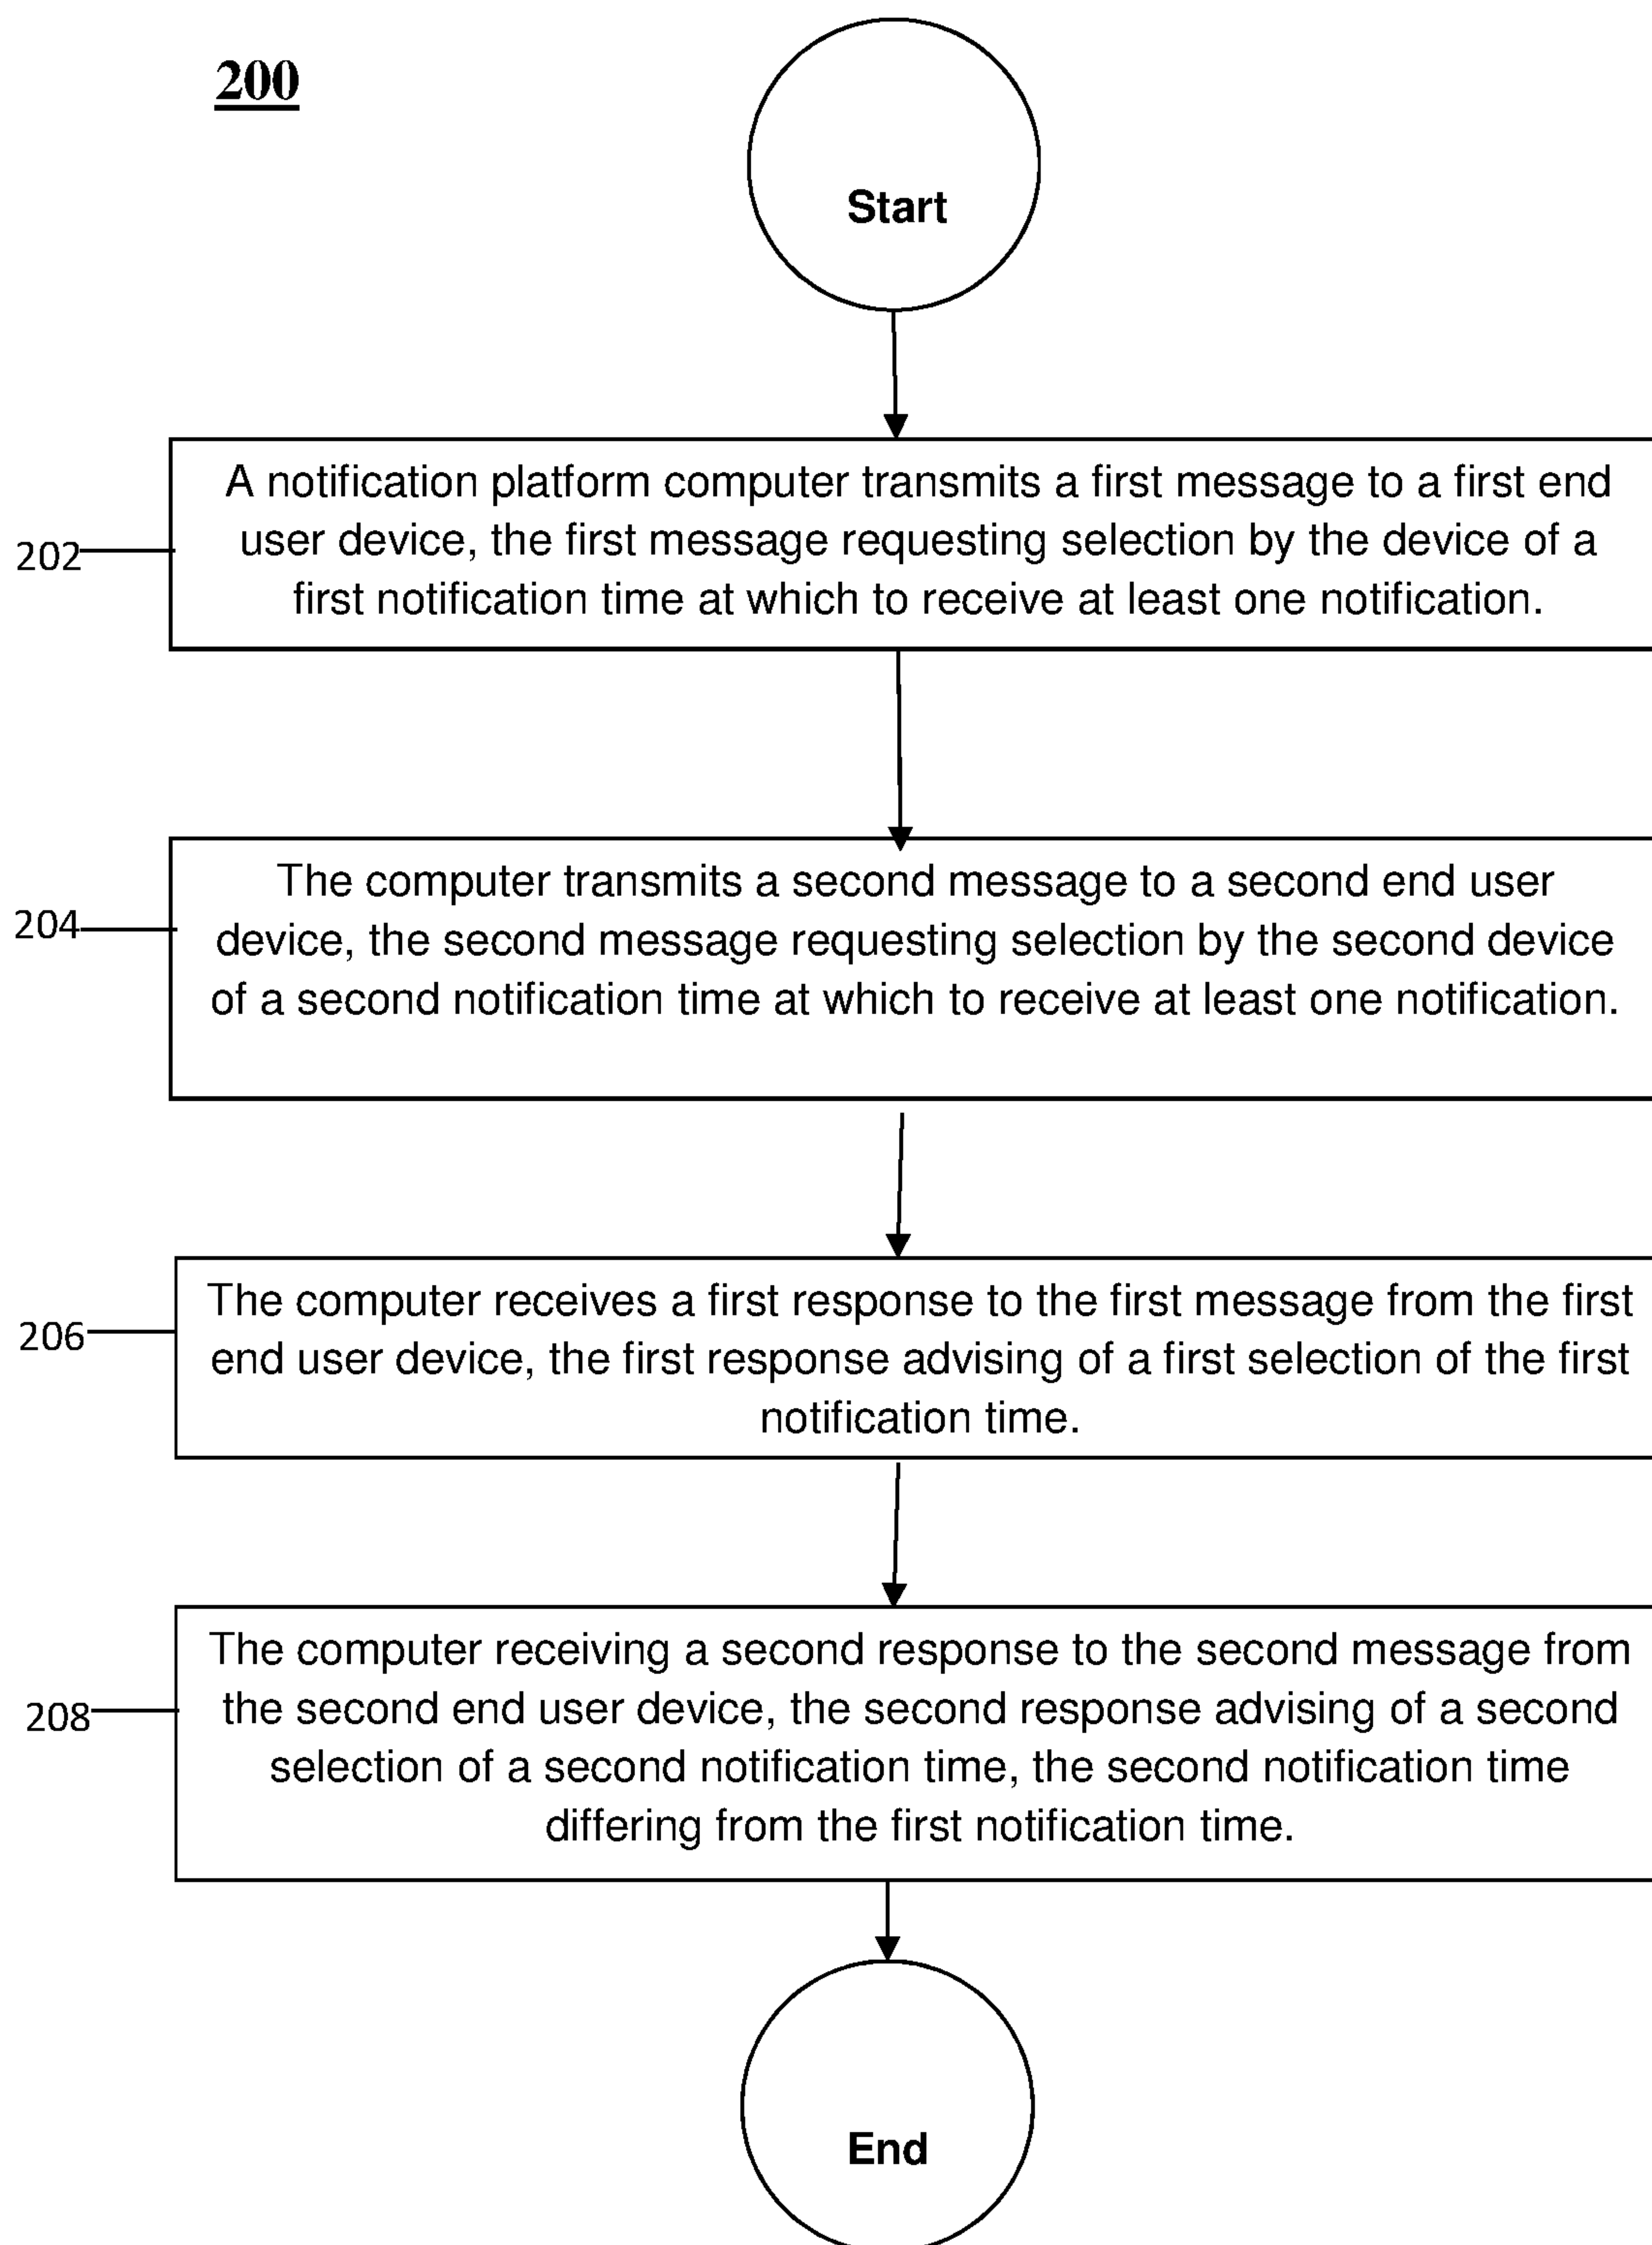 200
Start
A notification platform computer transmits a first message to a first end
user device, the first message requesting selection by the device of a
first notification time at which to receive at least one notification.
202
The computer transmits a second message to a second end user
device, the second message requesting selection by the second device
of a second notification time at which to receive at least one notification.
204
The computer receives a first response to the first message from the first
end user device, the first response advising of a first selection of the first
notification time.
206
The computer receiving a second response to the second message from
the second end user device, the second response advising of a second
selection of a second notification time, the second notification time
differing from the first notification time.
208
End